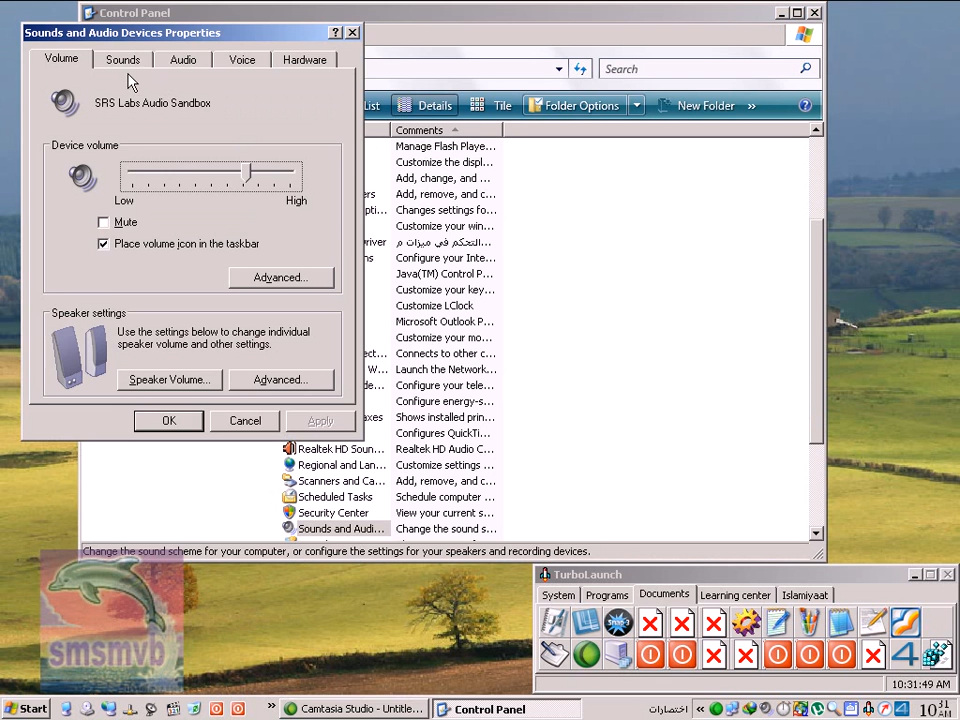 Control Panel
Sounds and Audio Devices Properties
Volume
Sounds
Audio
Voice
Hardware
SRS Labs Audio Sandbox
Device volume
Low
High
Mute
Place volume icon in the taskbar
Advanced...
Speaker settings
Use the settings below to change individual
speaker volume and other settings.
Speaker Volume...
Advanced...
OK
Cancel
Apply
Search
List
Details
Tile
Folder Options
New Folder
»
Comments
Manage Flash Playe...
Customize the displ...
Add, change, and ...
Add, remove, and c...
Changes settings fo...
Customize your win...
التحكم في ميزات م...
Configure your Inte...
Java(TM) Control P...
Customize your key...
Customize LClock
Microsoft Outlook P...
Customize your mo...
Connects to other c...
Launch the Network...
Configure your tele...
Configure energy-s...
Shows installed prin...
Configures QuickTi...
Realtek HD Soun...
Realtek HD Audio C...
Regional and Lan...
Customize settings ...
Scanners and Ca...
Add, remove, and c...
Scheduled Tasks
Schedule computer ...
Security Center
View your current s...
Sounds and Audi...
Change the sound s...
Change the sound scheme for your computer, or configure the settings for your speakers and recording devices.
smsmvb
TurboLaunch
System
Programs
Documents
Learning center
Islamiyaat
10:31:49 AM
Start
»
Camtasia Studio - Untitle...
Control Panel
اختصارات
«
10:31
AM